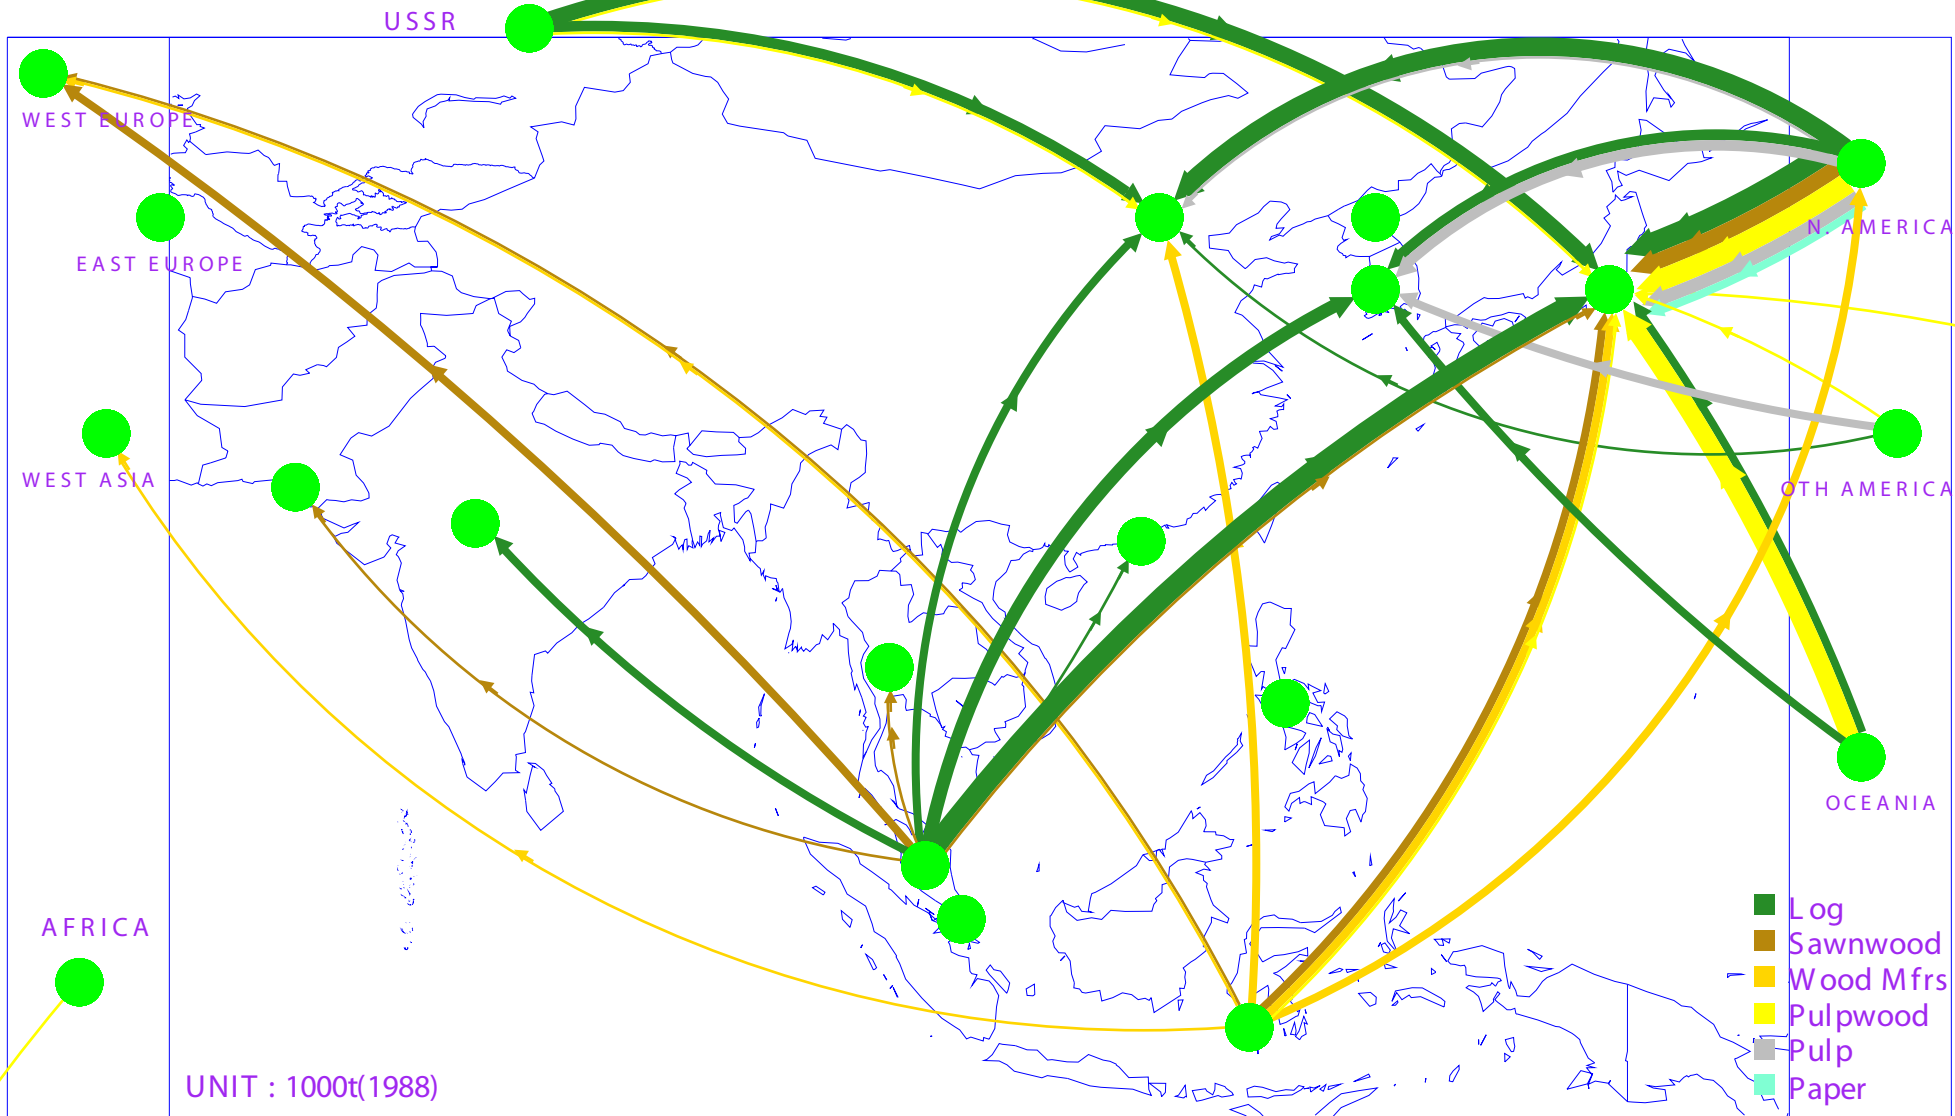 USSR
WEST EUROPE
N. AMERICA
EAST EUROPE
WEST ASIA
OTH AMERICA
OCEANIA
AFRICA
Log
Sawnwood
Wood Mfrs
Pulpwood
Pulp
Paper
UNIT : 1000t(1988)